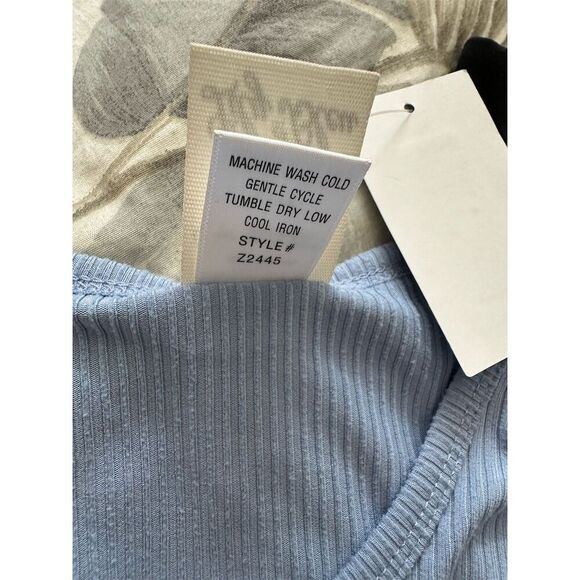 MACHINE WASH COLD
GENTLE CYCLE
TUMBLE DRY LOW
COOL IRON
STYLE#
Z2445